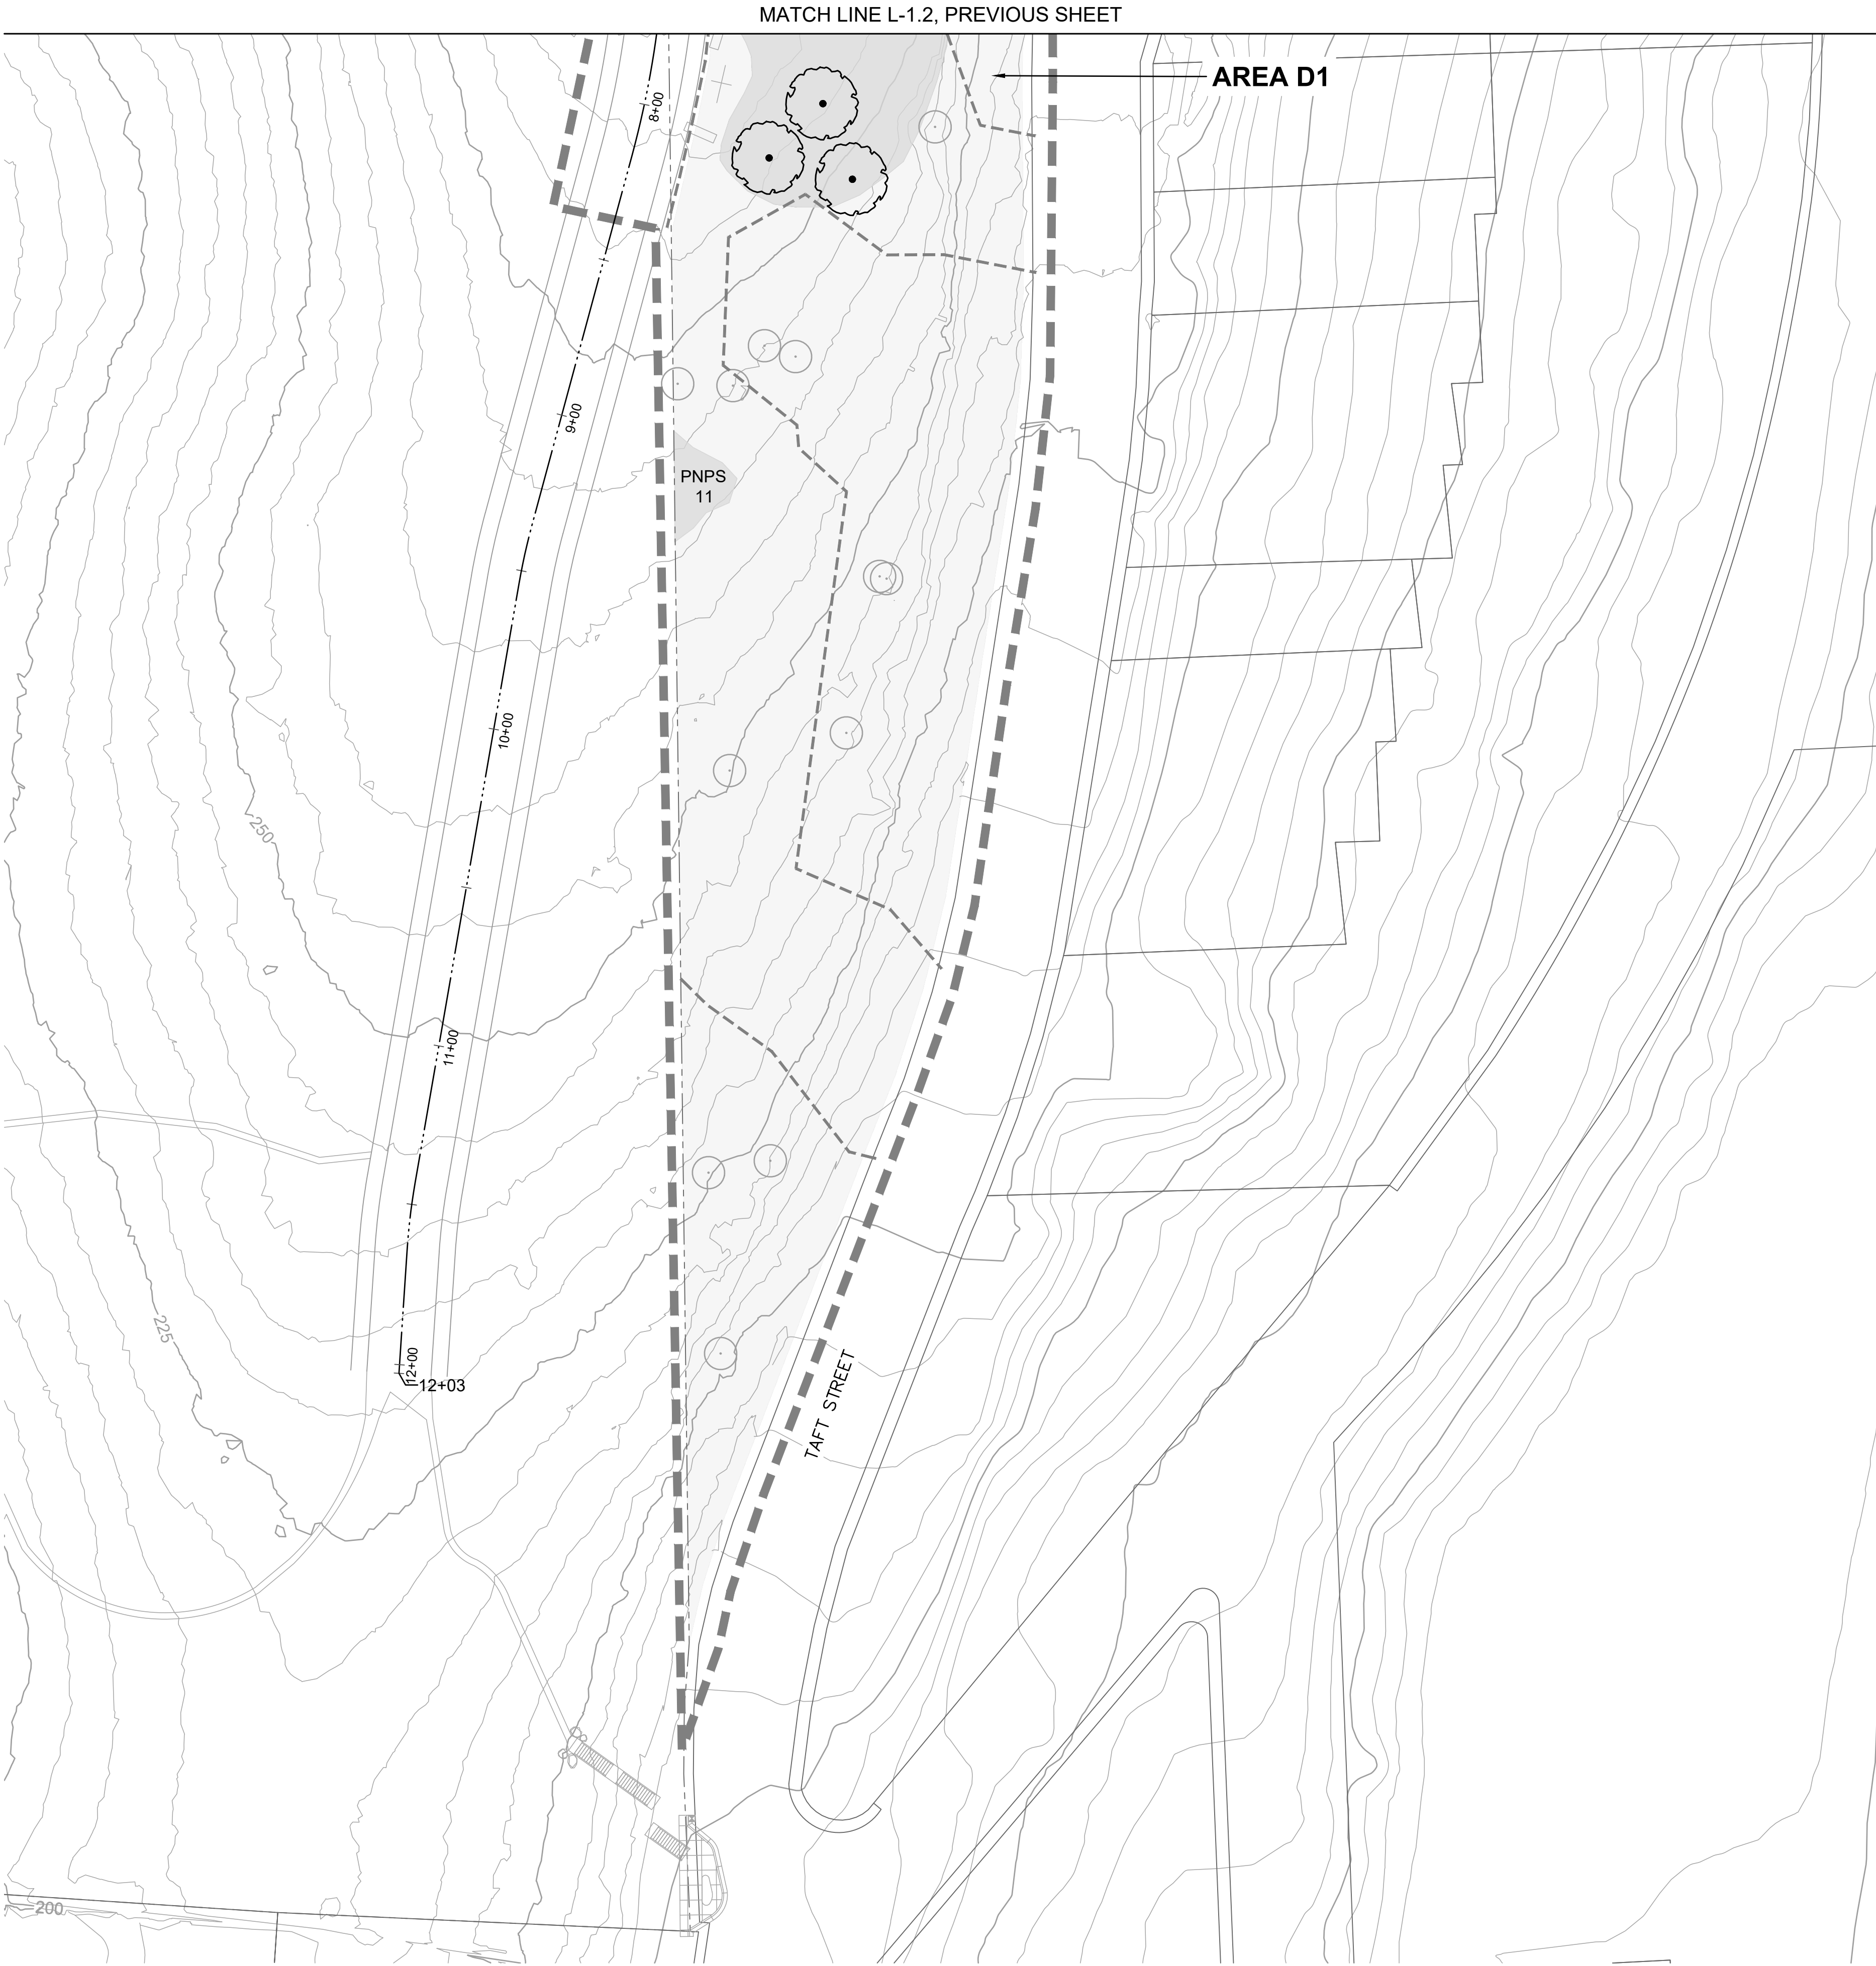 MATCH LINE L-1.2, PREVIOUS SHEET
AREA D1
8+00
9+00
PNPS
11
10+00
250
11+00
225
12+00
12+03
TAFT STREET
200